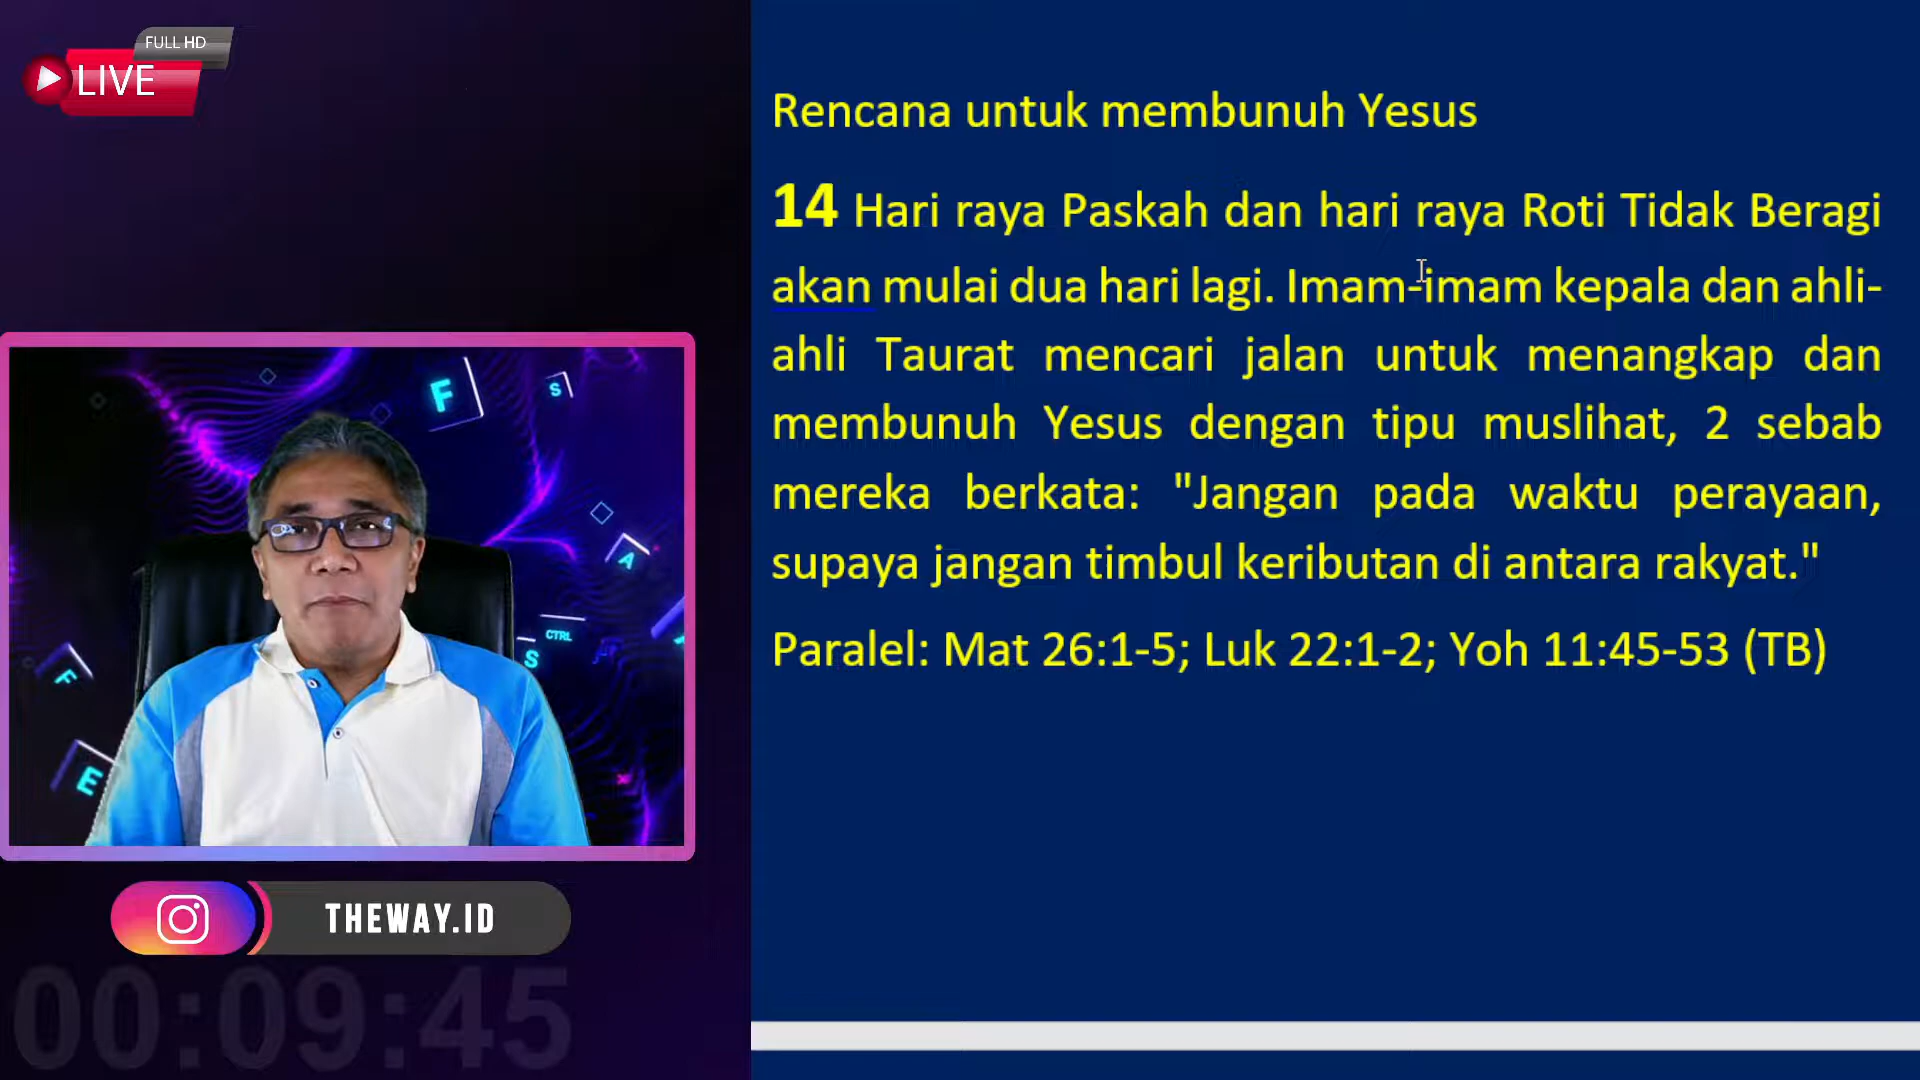 FULL HD
LIVE
Rencana untuk membunuh Yesus
14 Hari raya Paskah dan hari raya Roti Tidak Beragi
akan mulai dua hari lagi. Imam-imam kepala dan ahli-
ahli Taurat mencari jalan untuk menangkap dan
membunuh Yesus dengan tipu muslihat, 2 sebab
mereka berkata: "Jangan pada waktu perayaan,
supaya jangan timbul keributan di antara rakyat."
Paralel: Mat 26:1-5; Luk 22:1-2; Yoh 11:45-53 (TB)
F
S
A
CTRL
S
F
E
THEWAY.ID
00:09:45